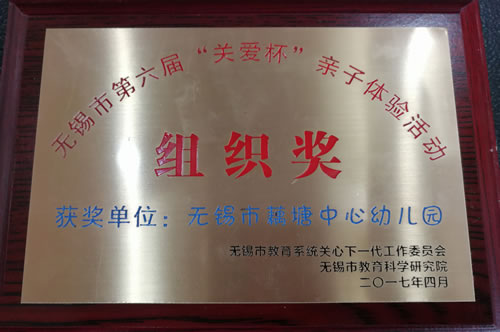 无锡市第六届“关爱杯”亲子体验活动
组织奖
获奖单位：无锡市藕塘中心幼儿园
无锡市教育系统关心下一代工作委员会
无锡市教育科学研究院
二〇一七年四月